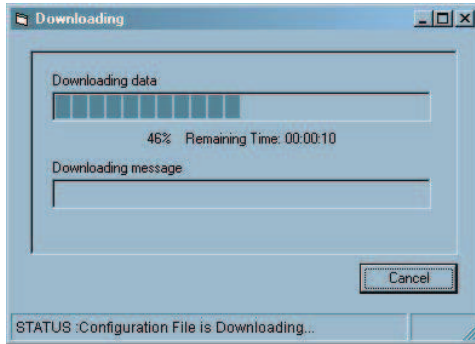 Downloading
Downloading data
46% Remaining Time: 00:00:10
Downloading message
Cancel
STATUS :Configuration File is Downloading...